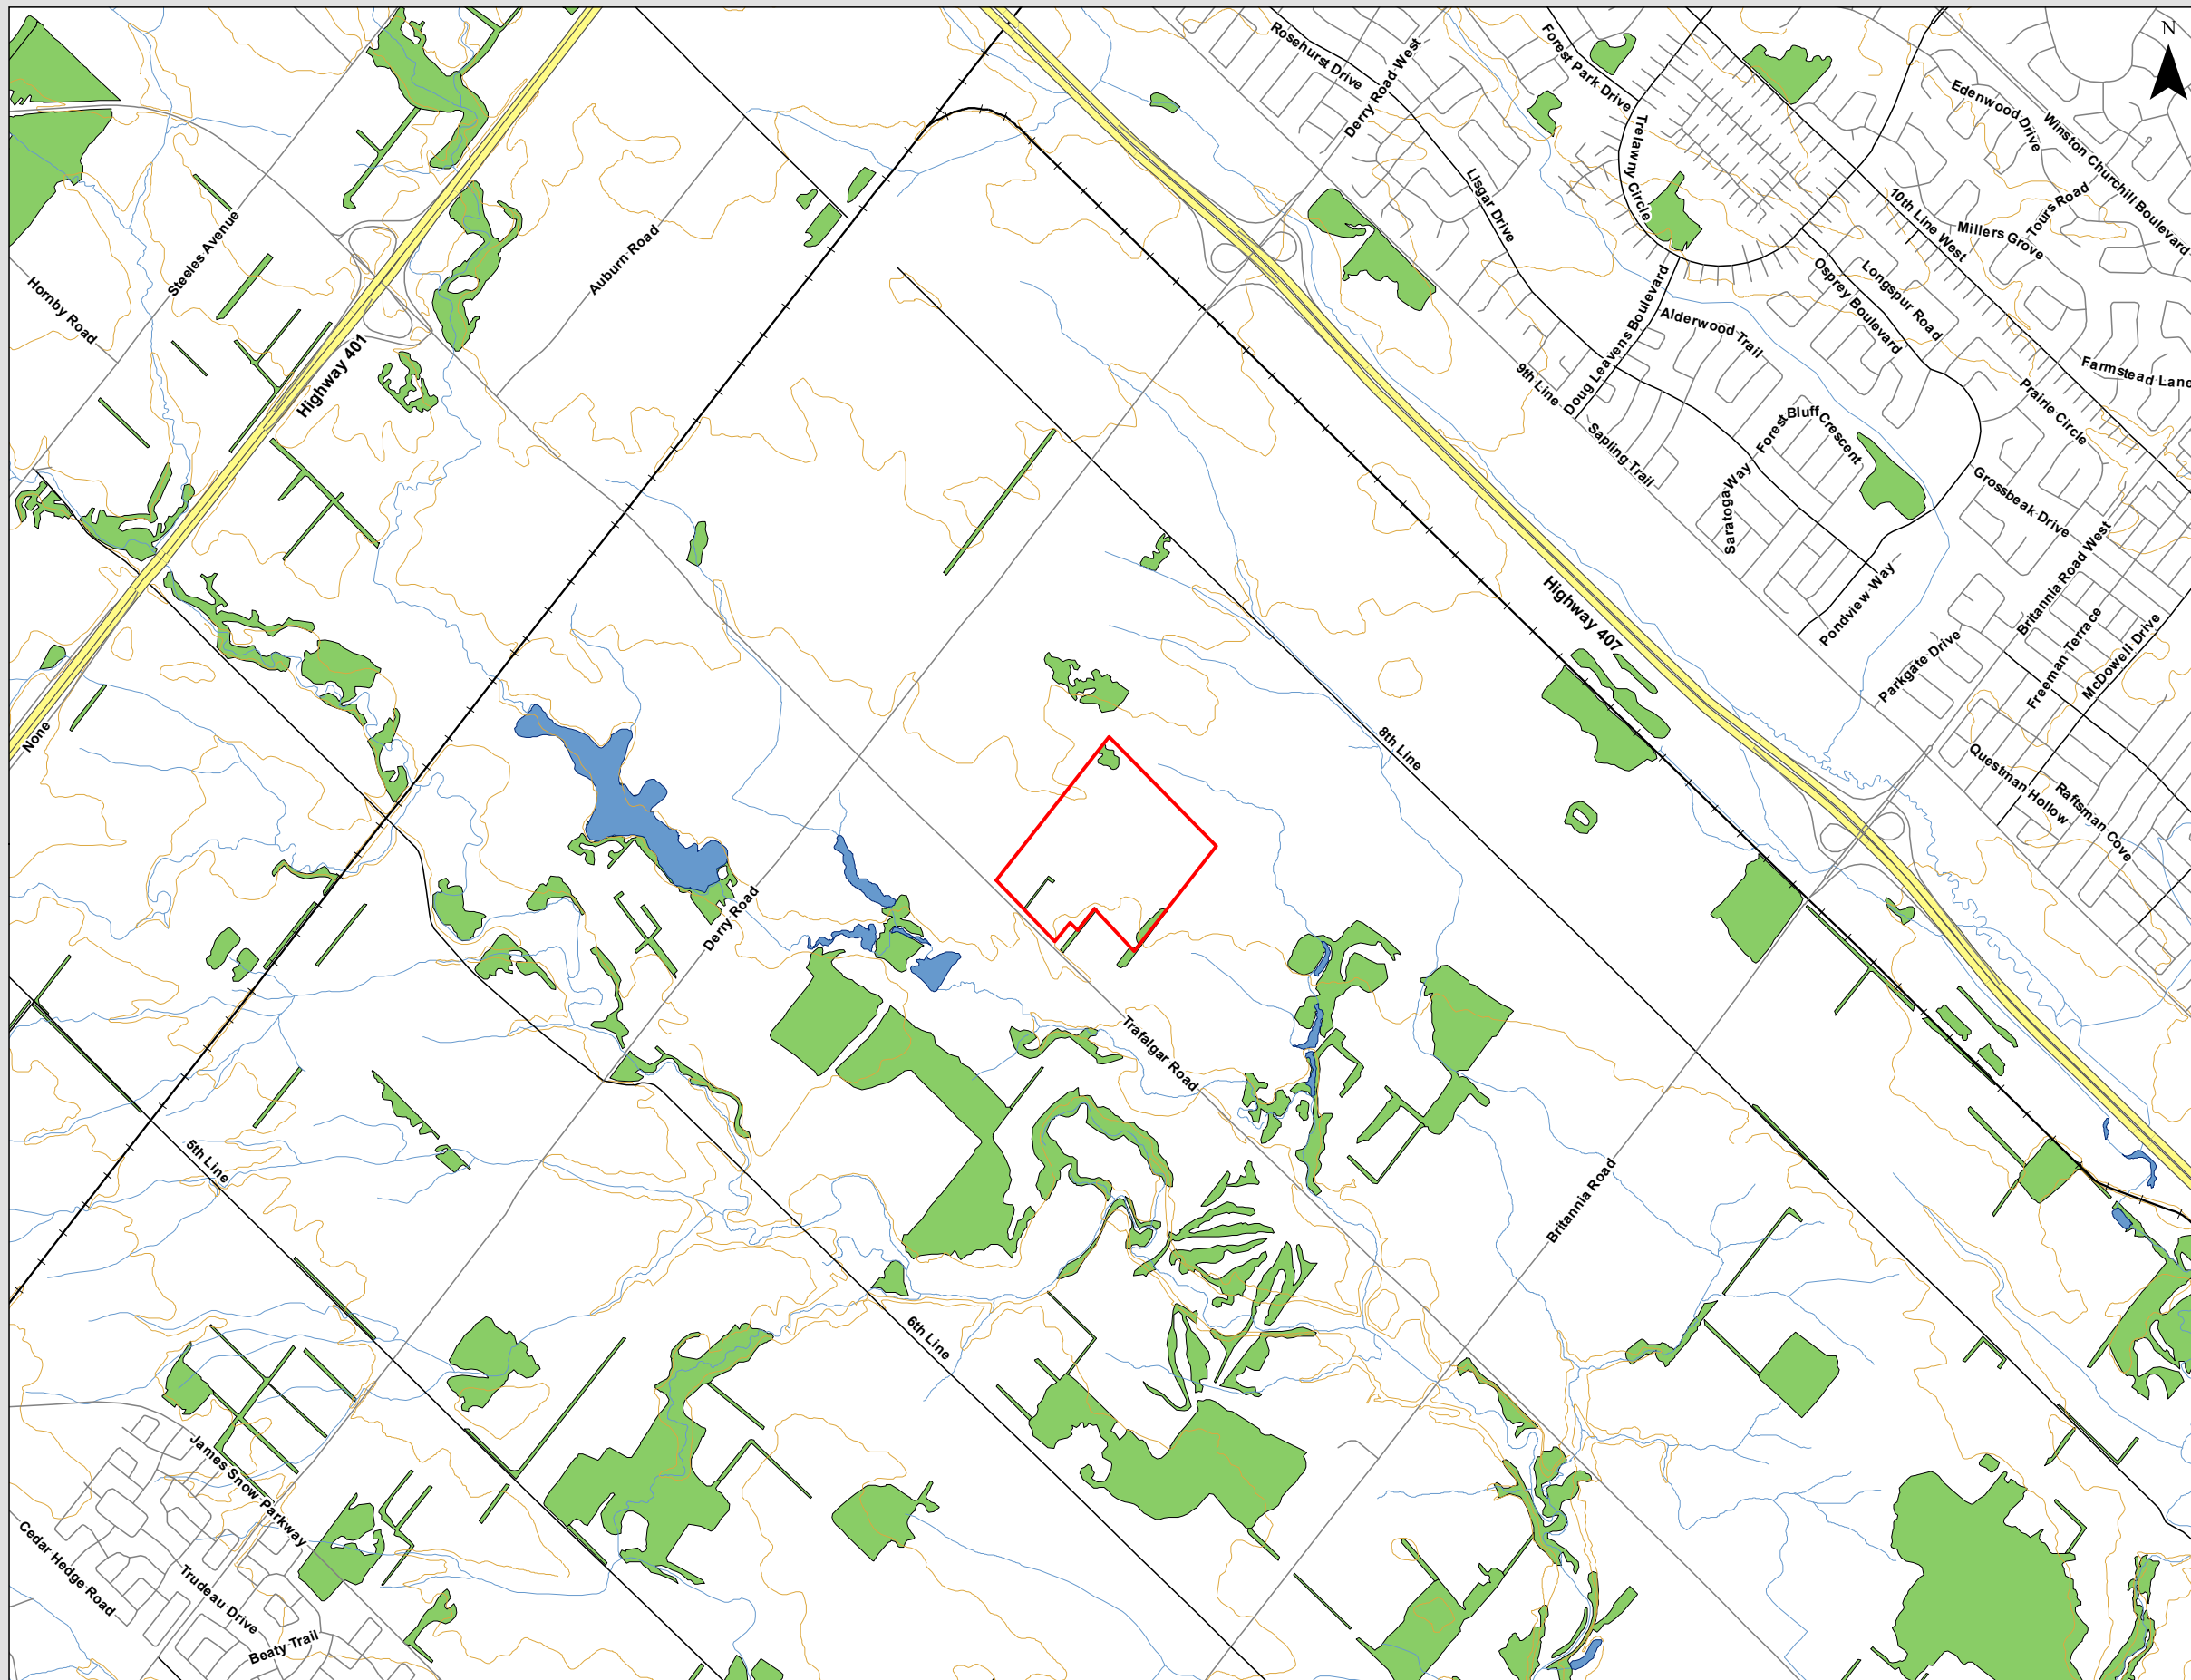 N
Rosehurst Drive
Derry Road West
Forest Park Drive
Edenwood Drive
Winston Churchill Boulevard
Trelawny Circle
Lisgar Drive
10th Line West
Tours Road
Millers Grove
Steeles Avenue
Auburn Road
Hornby Road
Highway 401
Doug Leavens Boulevard
Alderwood Trail
Osprey Boulevard
Longspur Road
9th Line
Farmstead Lane
Prairie Circle
Forest Bluff Crescent
Sapling Trail
Saratoga Way
Grossbeak Drive
Highway 407
Pondview Way
Britannia Road West
Parkgate Drive
Freeman Terrace
McDowell Drive
None
8th Line
Questman Hollow
Raftsman Cove
Derry Road
Trafalgar Road
5th Line
Britannia Road
6th Line
James Snow Parkway
Cedar Hedge Road
Trudeau Drive
Beaty Trail